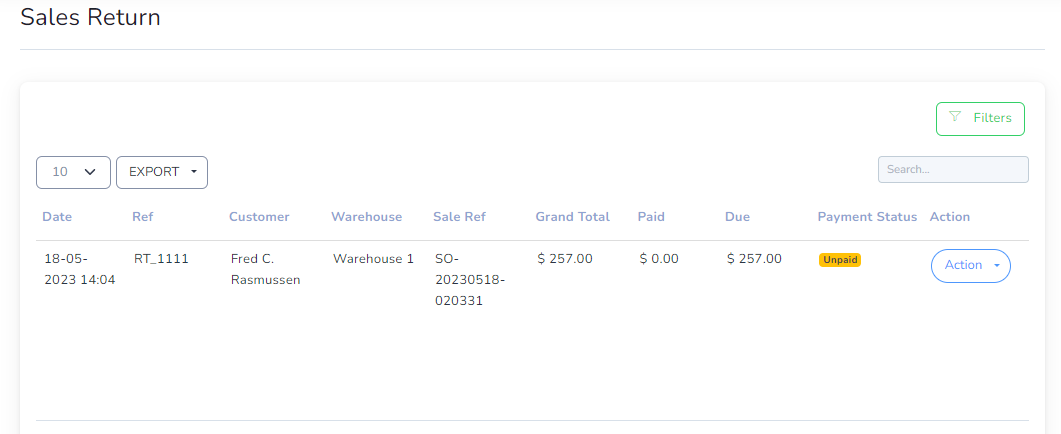 Sales Return
Filters
10
EXPORT
Search...
Date Ref Customer Warehouse Sale Ref Grand Total Paid Due Payment Status Action
18-05- RT_1111 Fred C. Warehouse 1 SO- $ 257.00 $ 0.00 $ 257.00 Unpaid Action
2023 14:04 Rasmussen 20230518-
020331